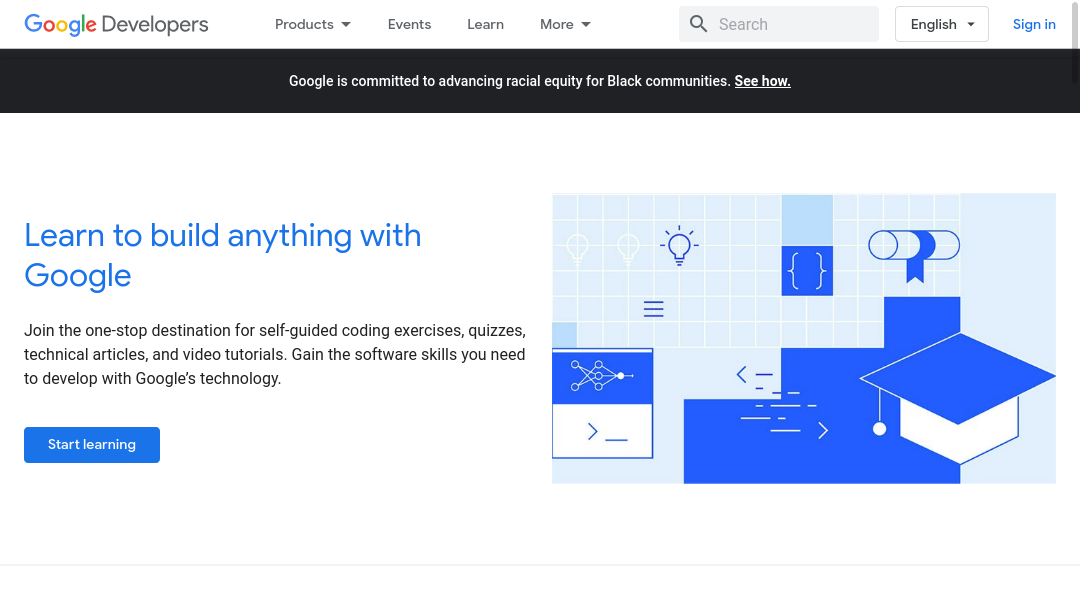 Google Developers
Products
Events
Learn
More
Search
English
Sign in
Google is committed to advancing racial equity for Black communities. See how.
Learn to build anything with
Google
Join the one-stop destination for self-guided coding exercises, quizzes,
technical articles, and video tutorials. Gain the software skills you need
to develop with Google’s technology.
Start learning